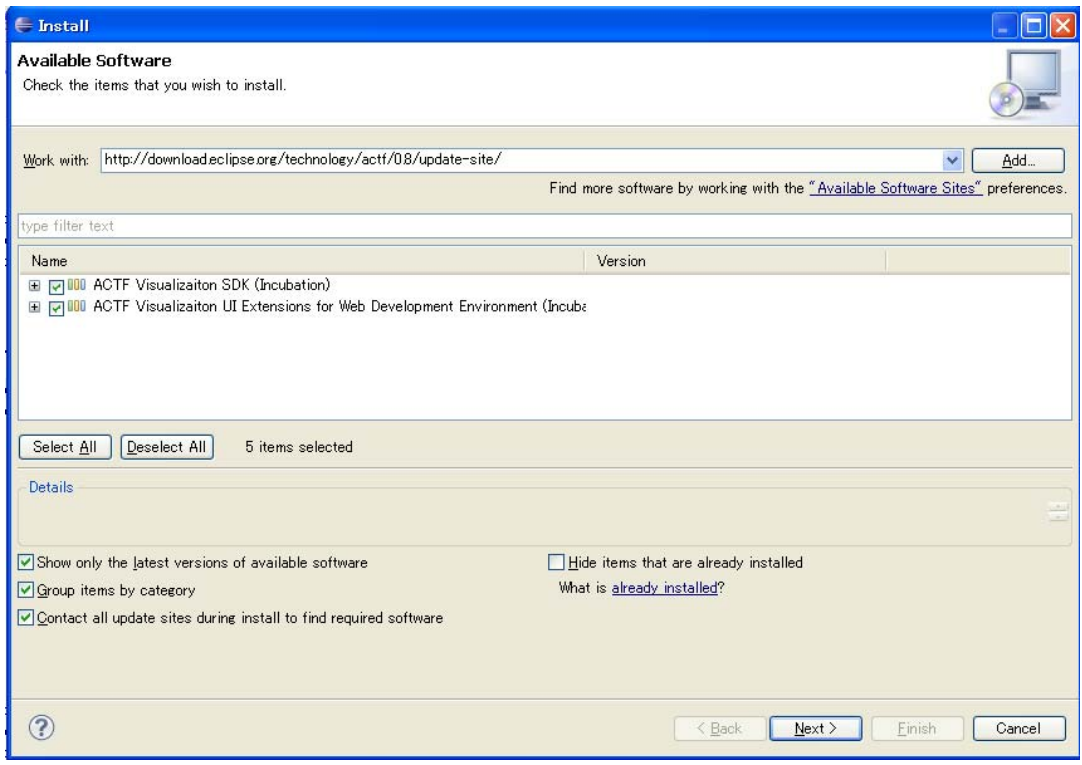 Install
Available Software
Check the items that you wish to install.
Work with: http://download.eclipse.org/technology/actf/0.8/update-site/ Add...
Find more software by working with the "Available Software Sites" preferences.
type filter text
Name Version
ACTF Visualizaiton SDK (Incubation)
ACTF Visualizaiton UI Extensions for Web Development Environment (Incuba
Select All Deselect All 5 items selected
Details
Show only the latest versions of available software Hide items that are already installed
Group items by category What is already installed?
Contact all update sites during install to find required software
? < Back Next > Finish Cancel